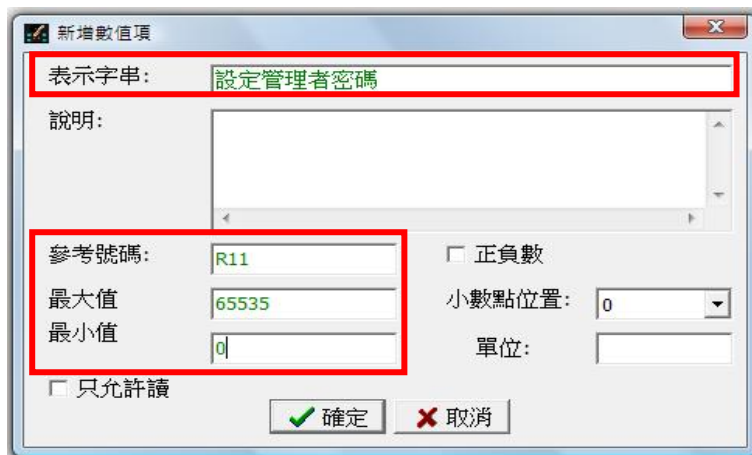 新增數值項
表示字串: 設定管理者密碼
說明:
參考號碼: R11 正負數
最大值 65535 小數點位置: 0
最小值 0 單位:
只允許讀
確定 取消